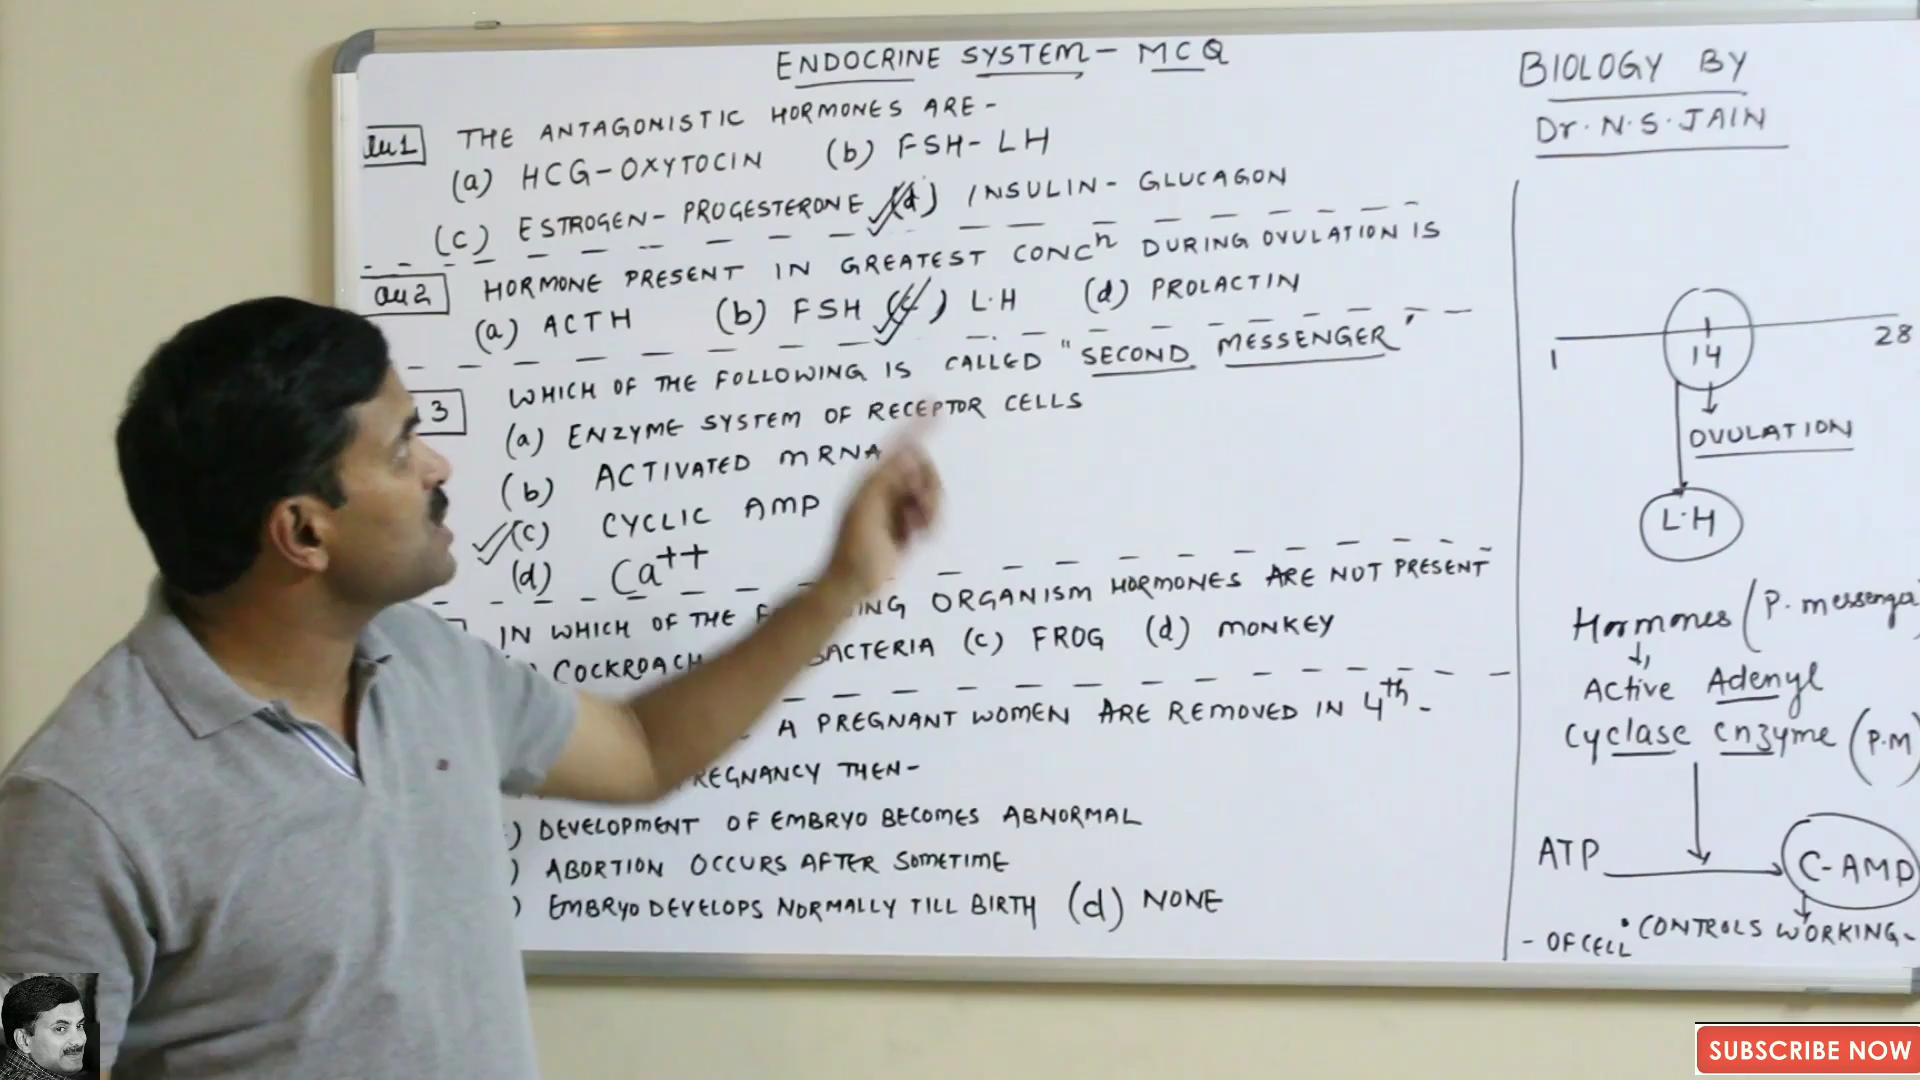 ENDOCRINE SYSTEM - MCQ
Qu1 THE ANTAGONISTIC HORMONES ARE -
(a) HCG-OXYTOCIN (b) FSH-LH
(c) ESTROGEN-PROGESTERONE (d) INSULIN-GLUCAGON
Qu2 HORMONE PRESENT IN GREATEST CONCⁿ DURING OVULATION IS
(a) ACTH (b) FSH (c) L.H (d) PROLACTIN
3 WHICH OF THE FOLLOWING IS CALLED "SECOND MESSENGER"
(a) ENZYME SYSTEM OF RECEPTOR CELLS
(b) ACTIVATED mRNA
(c) CYCLIC AMP
(d) Ca++
IN WHICH OF THE ING ORGANISM HORMONES ARE NOT PRESENT
COCKROACH BACTERIA (c) FROG (d) MONKEY
A PREGNANT WOMEN ARE REMOVED IN 4th -
REGNANCY THEN-
) DEVELOPMENT OF EMBRYO BECOMES ABNORMAL
) ABORTION OCCURS AFTER SOMETIME
) EMBRYO DEVELOPS NORMALLY TILL BIRTH (d) NONE
BIOLOGY BY
Dr. N. S. JAIN
1 14 28
OVULATION
L.H
Hormones (P. messenge
Active Adenyl
Cyclase Enzyme (P.M)
ATP C-AMP
CONTROLS WORKING-
- OF CELL
SUBSCRIBE NOW